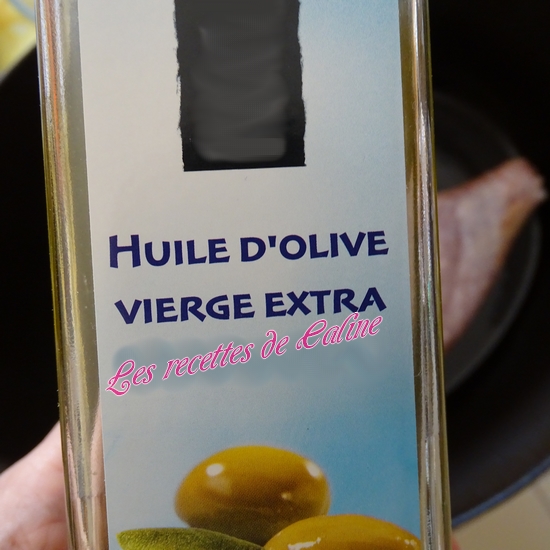 HUILE D'OLIVE
VIERGE EXTRA
Les recettes de Caline